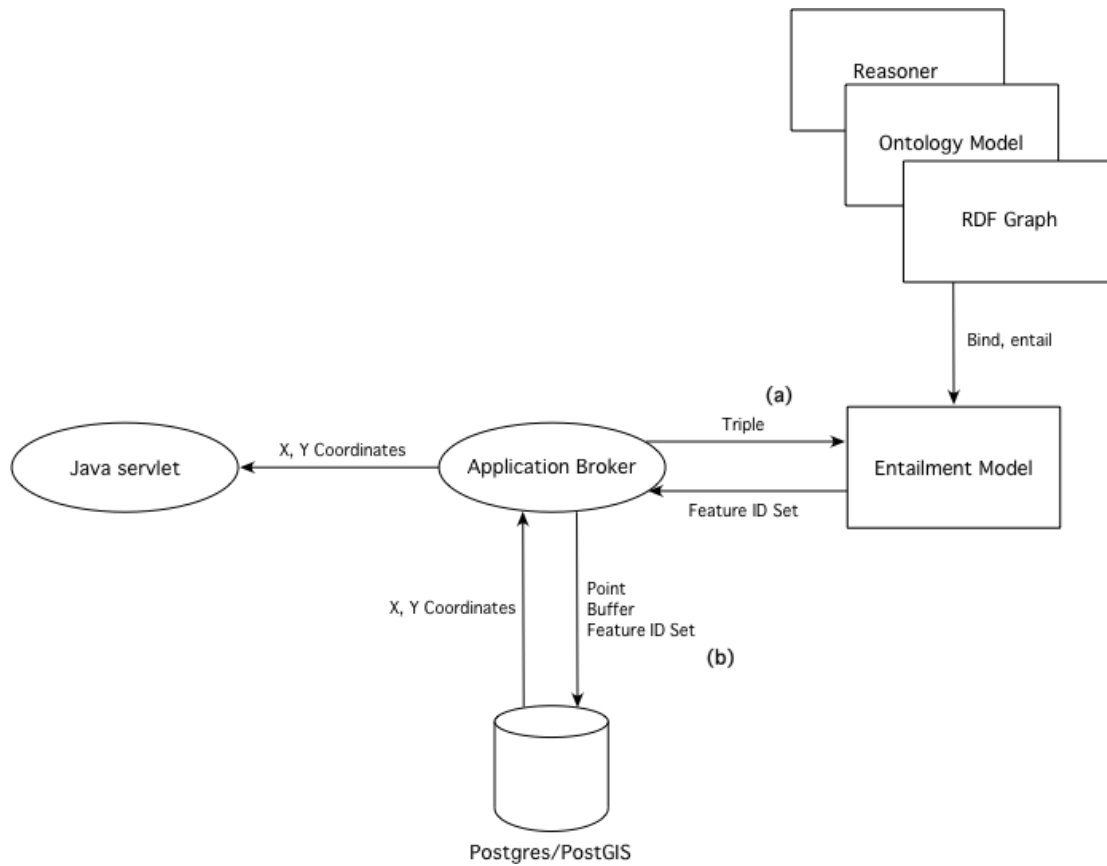 Reasoner
Ontology Model
RDF Graph
Bind, entail
(a)
Triple
X, Y Coordinates
Java servlet
Application Broker
Entailment Model
Feature ID Set
X, Y Coordinates
Point
Buffer
Feature ID Set
(b)
Postgres/PostGIS